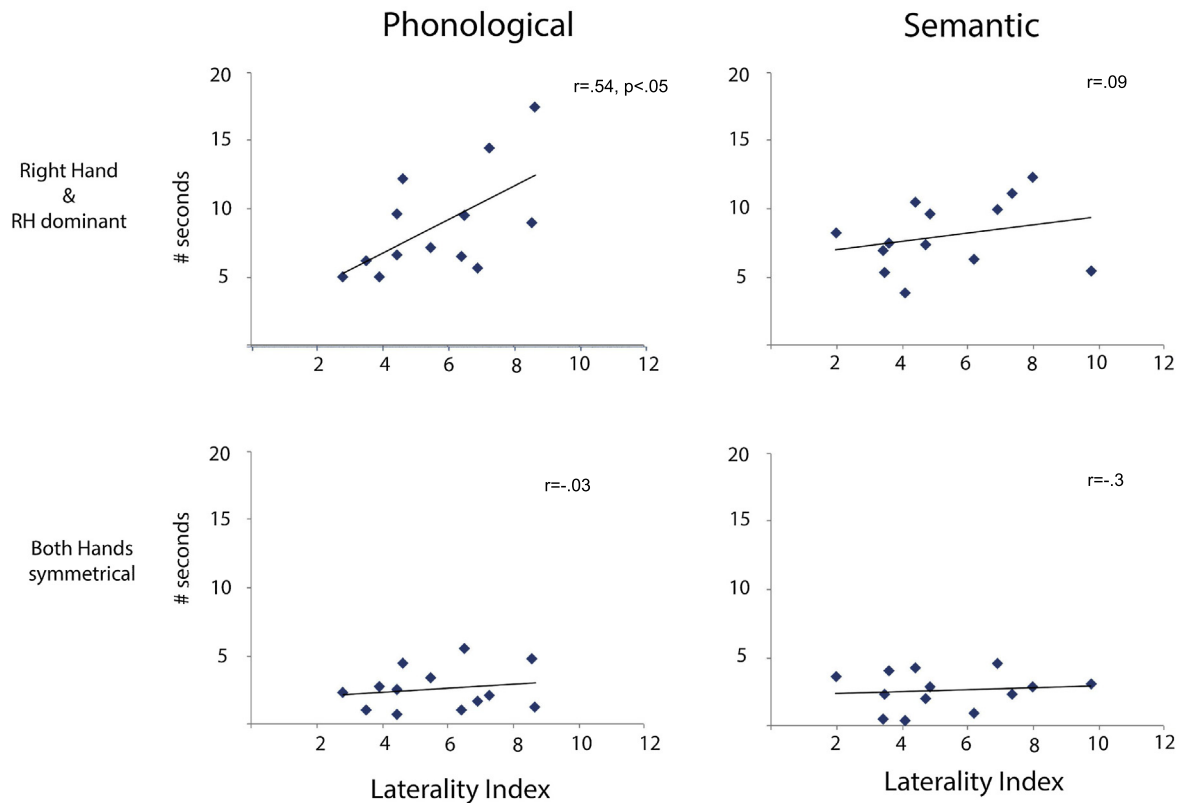 Phonological
Semantic
Right Hand
&
RH dominant
# seconds
20
15
10
5
r=.54, p<.05
2 4 6 8 10 12
20
15
10
5
r=.09
2 4 6 8 10 12
Both Hands
symmetrical
# seconds
20
15
10
5
r=-.03
2 4 6 8 10 12
Laterality Index
20
15
10
5
r=-.3
2 4 6 8 10 12
Laterality Index